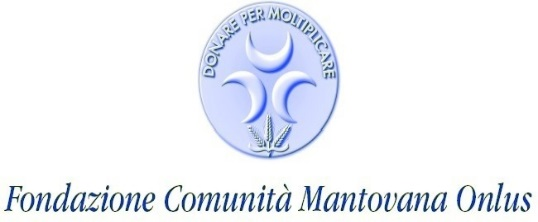 DONARE PER MOLTIPLICARE
Fondazione Comunità Mantovana Onlus